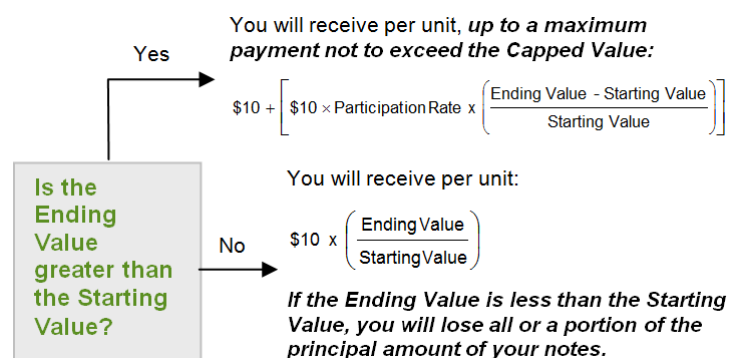 You will receive per unit, up to a maximum
payment not to exceed the Capped Value:
Yes
$10 + [ $10 × Participation Rate x ( Ending Value - Starting Value / Starting Value ) ]
Is the
Ending
Value
greater than
the Starting
Value?
No
You will receive per unit:
$10 x ( Ending Value / Starting Value )
If the Ending Value is less than the Starting
Value, you will lose all or a portion of the
principal amount of your notes.